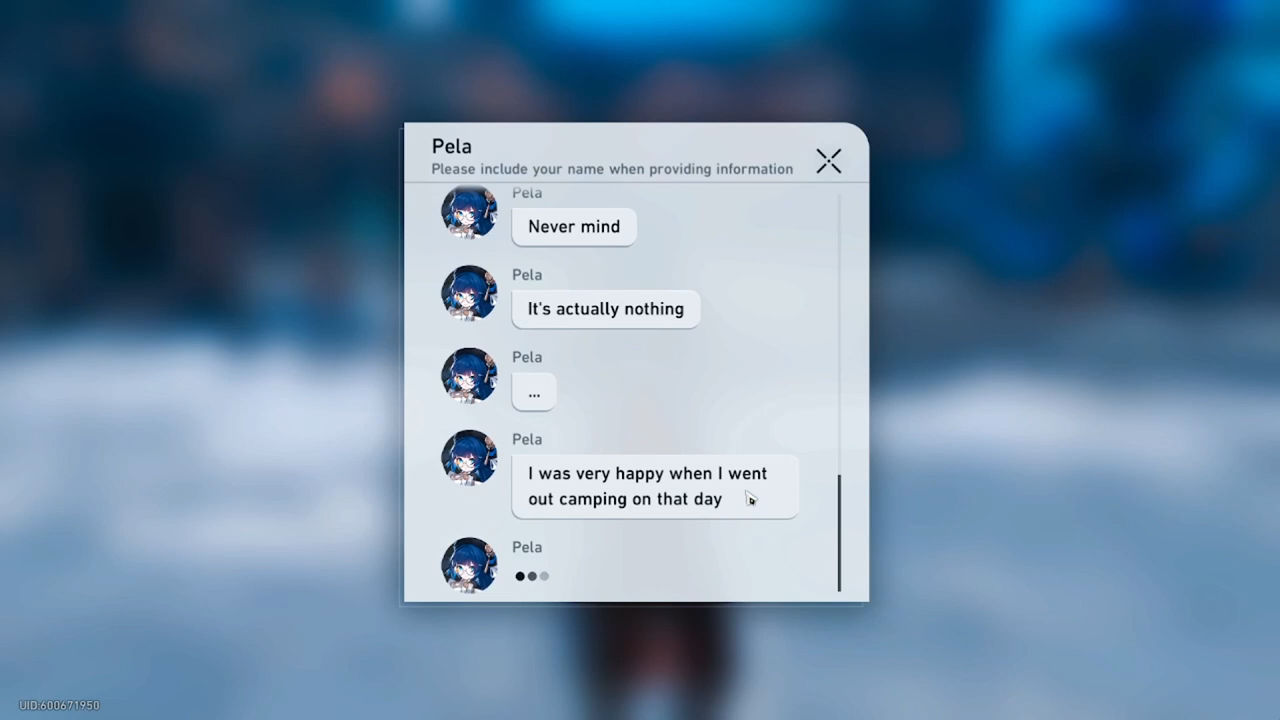 Pela
Please include your name when providing information
Pela
Never mind
Pela
It's actually nothing
Pela
...
Pela
I was very happy when I went
out camping on that day
Pela
UID:600671950